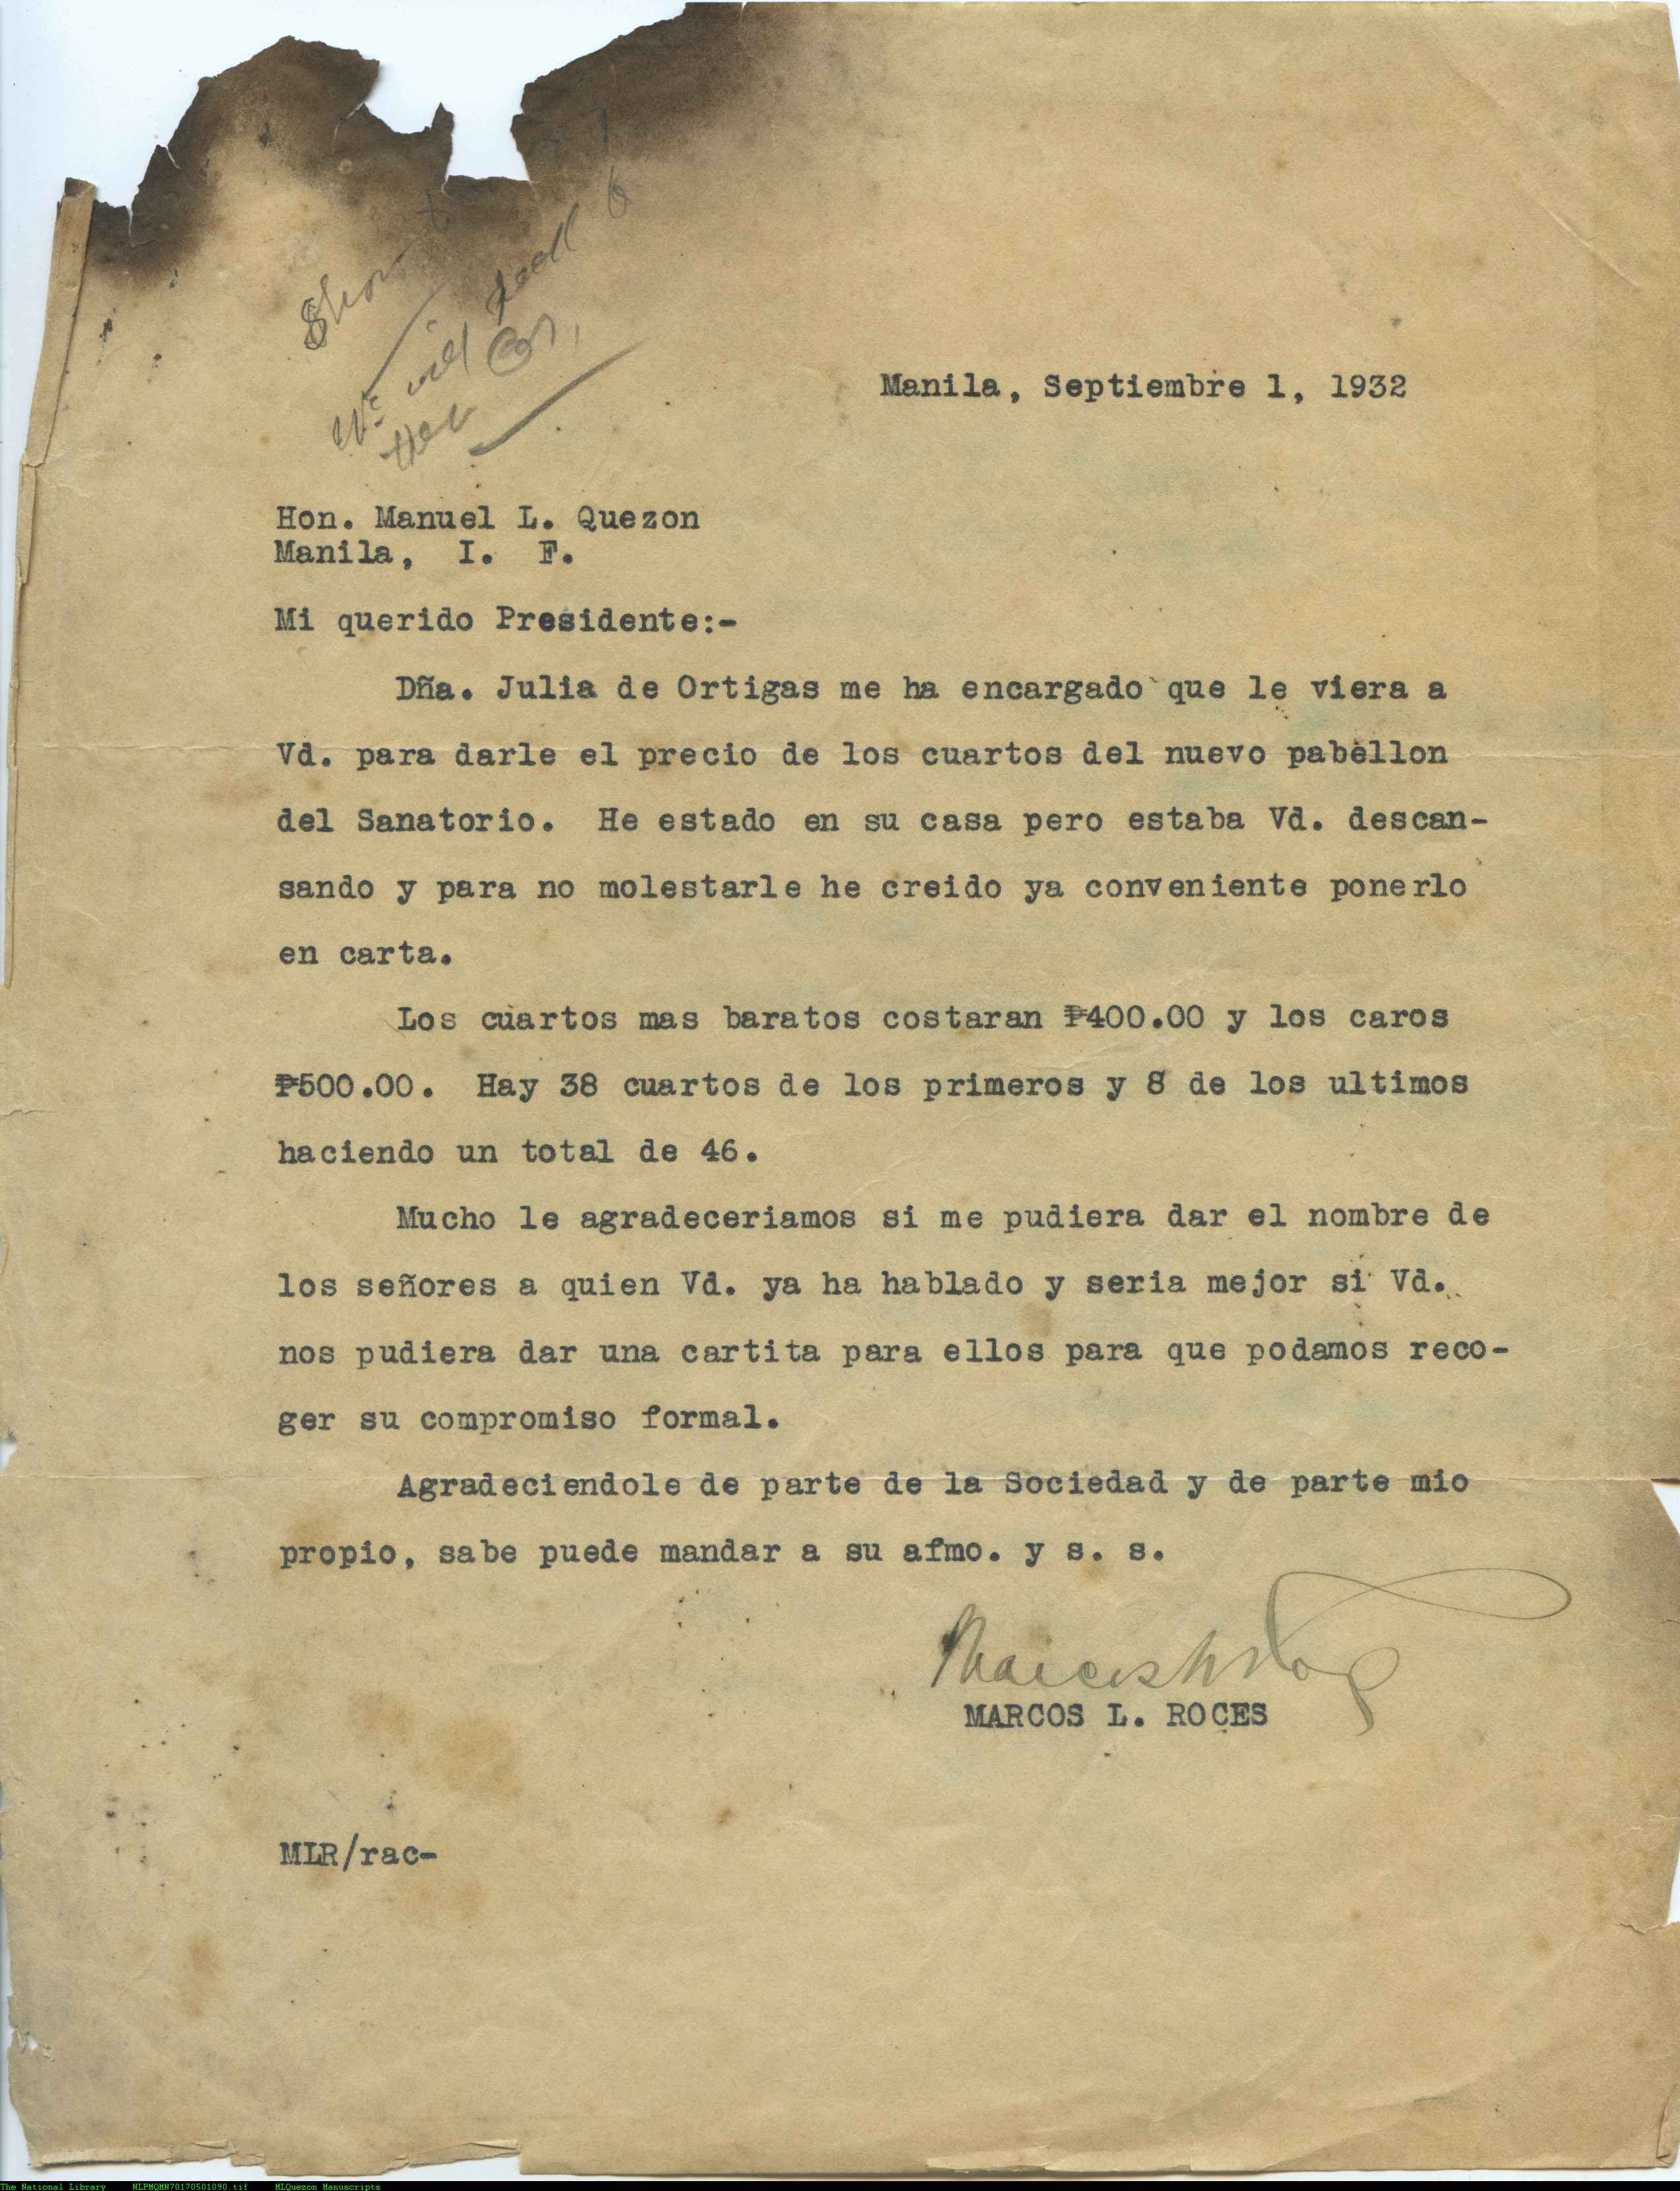 We will
Manila, Septiembre 1, 1932
Hon. Manuel L. Quezon
Manila, I. F.
Mi querido Presidente:-
Dña. Julia de Ortigas me ha encargado que le viera a
Vd. para darle el precio de los cuartos del nuevo pabellon
del Sanatorio. He estado en su casa pero estaba Vd. descan-
sando y para no molestarle he creido ya conveniente ponerlo
en carta.
Los cuartos mas baratos costaran ₱400.00 y los caros
₱500.00. Hay 38 cuartos de los primeros y 8 de los ultimos
haciendo un total de 46.
Mucho le agradeceriamos si me pudiera dar el nombre de
los señores a quien Vd. ya ha hablado y seria mejor si Vd.
nos pudiera dar una cartita para ellos para que podamos reco-
ger su compromiso formal.
Agradeciendole de parte de la Sociedad y de parte mio
propio, sabe puede mandar a su afmo. y s. s.
MARCOS L. ROCES
MLR/rac-
The National Library NLPMQMN70170501090.tif MLQuezon Manuscripts